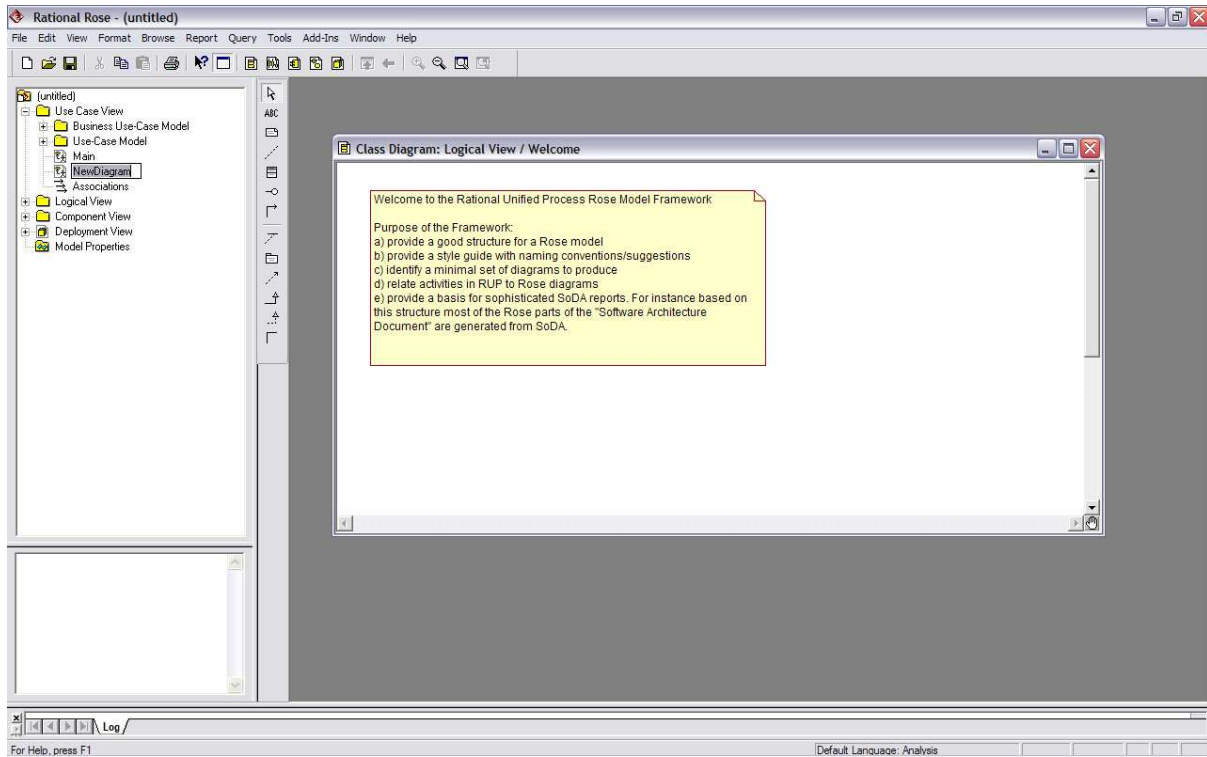 Rational Rose - (untitled)
File Edit View Format Browse Report Query Tools Add-Ins Window Help
(untitled)
Use Case View
Business Use-Case Model
Use-Case Model
Main
NewDiagram
Associations
Logical View
Component View
Deployment View
Model Properties
ABC
Class Diagram: Logical View / Welcome
Welcome to the Rational Unified Process Rose Model Framework
Purpose of the Framework:
a) provide a good structure for a Rose model
b) provide a style guide with naming conventions/suggestions
c) identify a minimal set of diagrams to produce
d) relate activities in RUP to Rose diagrams
e) provide a basis for sophisticated SoDA reports. For instance based on
this structure most of the Rose parts of the "Software Architecture
Document" are generated from SoDA.
Log
For Help, press F1
Default Language: Analysis